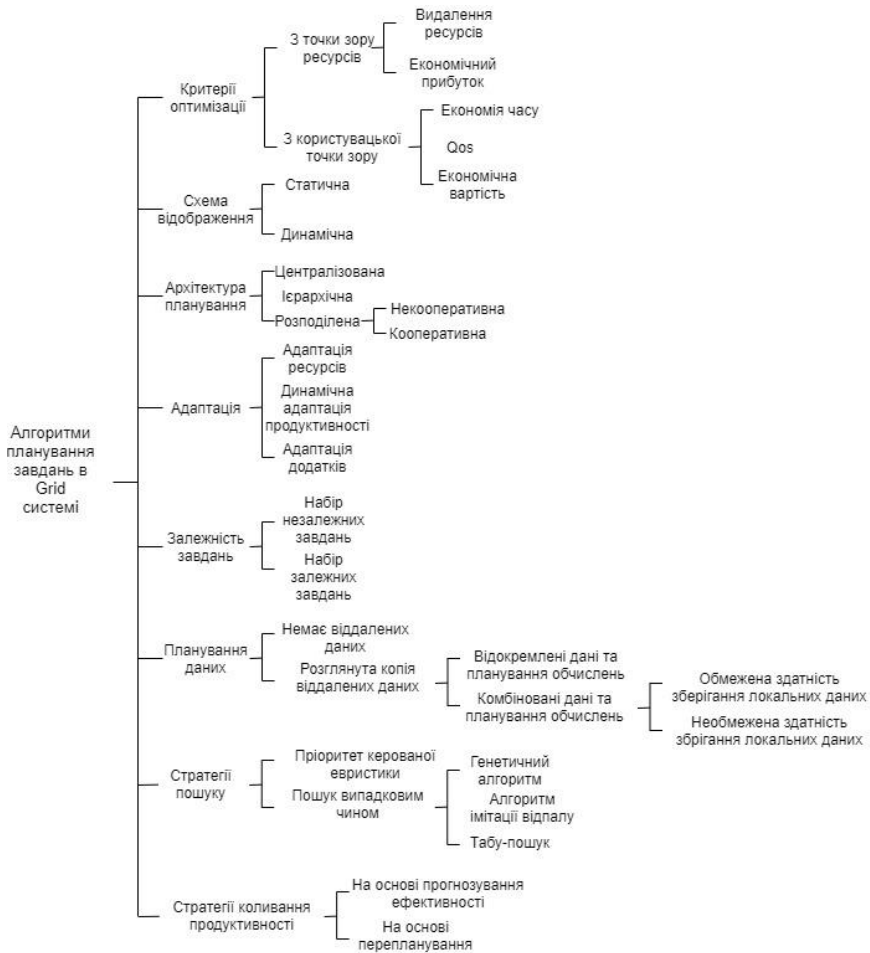 Алгоритми
планування
завдань в
Grid
системі
Критерії
оптимізації
З точки зору
ресурсів
Видалення
ресурсів
Економічний
прибуток
З користувацької
точки зору
Економія часу
Qos
Економічна
вартість
Схема
відображення
Статична
Динамічна
Архітектура
планування
Централізована
Ієрархічна
Розподілена
Некооперативна
Кооперативна
Адаптація
Адаптація
ресурсів
Динамічна
адаптація
продуктивності
Адаптація
додатків
Залежність
завдань
Набір
незалежних
завдань
Набір
залежних
завдань
Планування
даних
Немає віддалених
даних
Розглянута копія
віддалених даних
Відокремлені дані та
планування обчислень
Комбіновані дані та
планування обчислень
Обмежена здатність
зберігання локальних даних
Необмежена здатність
збрігання локальних даних
Стратегії
пошуку
Пріоритет керованої
евристики
Пошук випадковим
чином
Генетичний
алгоритм
Алгоритм
імітації відпалу
Табу-пошук
Стратегії коливання
продуктивності
На основі прогнозування
ефективності
На основі
перепланування